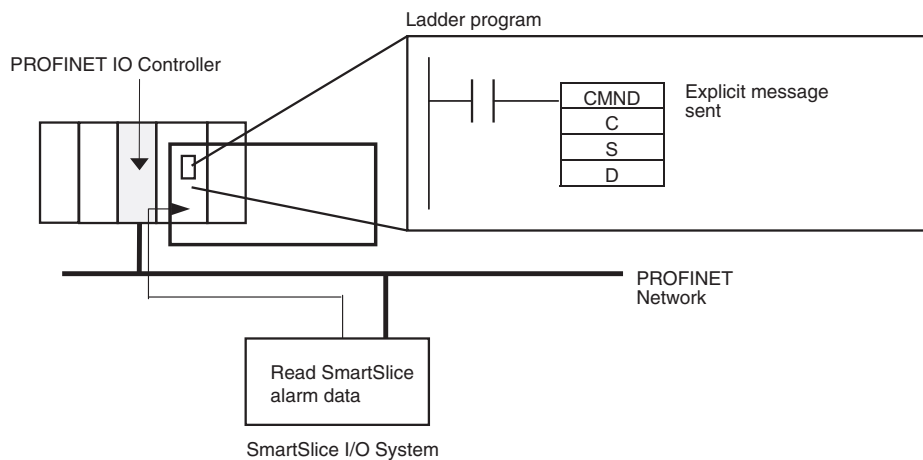 Ladder program
PROFINET IO Controller
CMND
C
S
D
Explicit message
sent
PROFINET
Network
Read SmartSlice
alarm data
SmartSlice I/O System